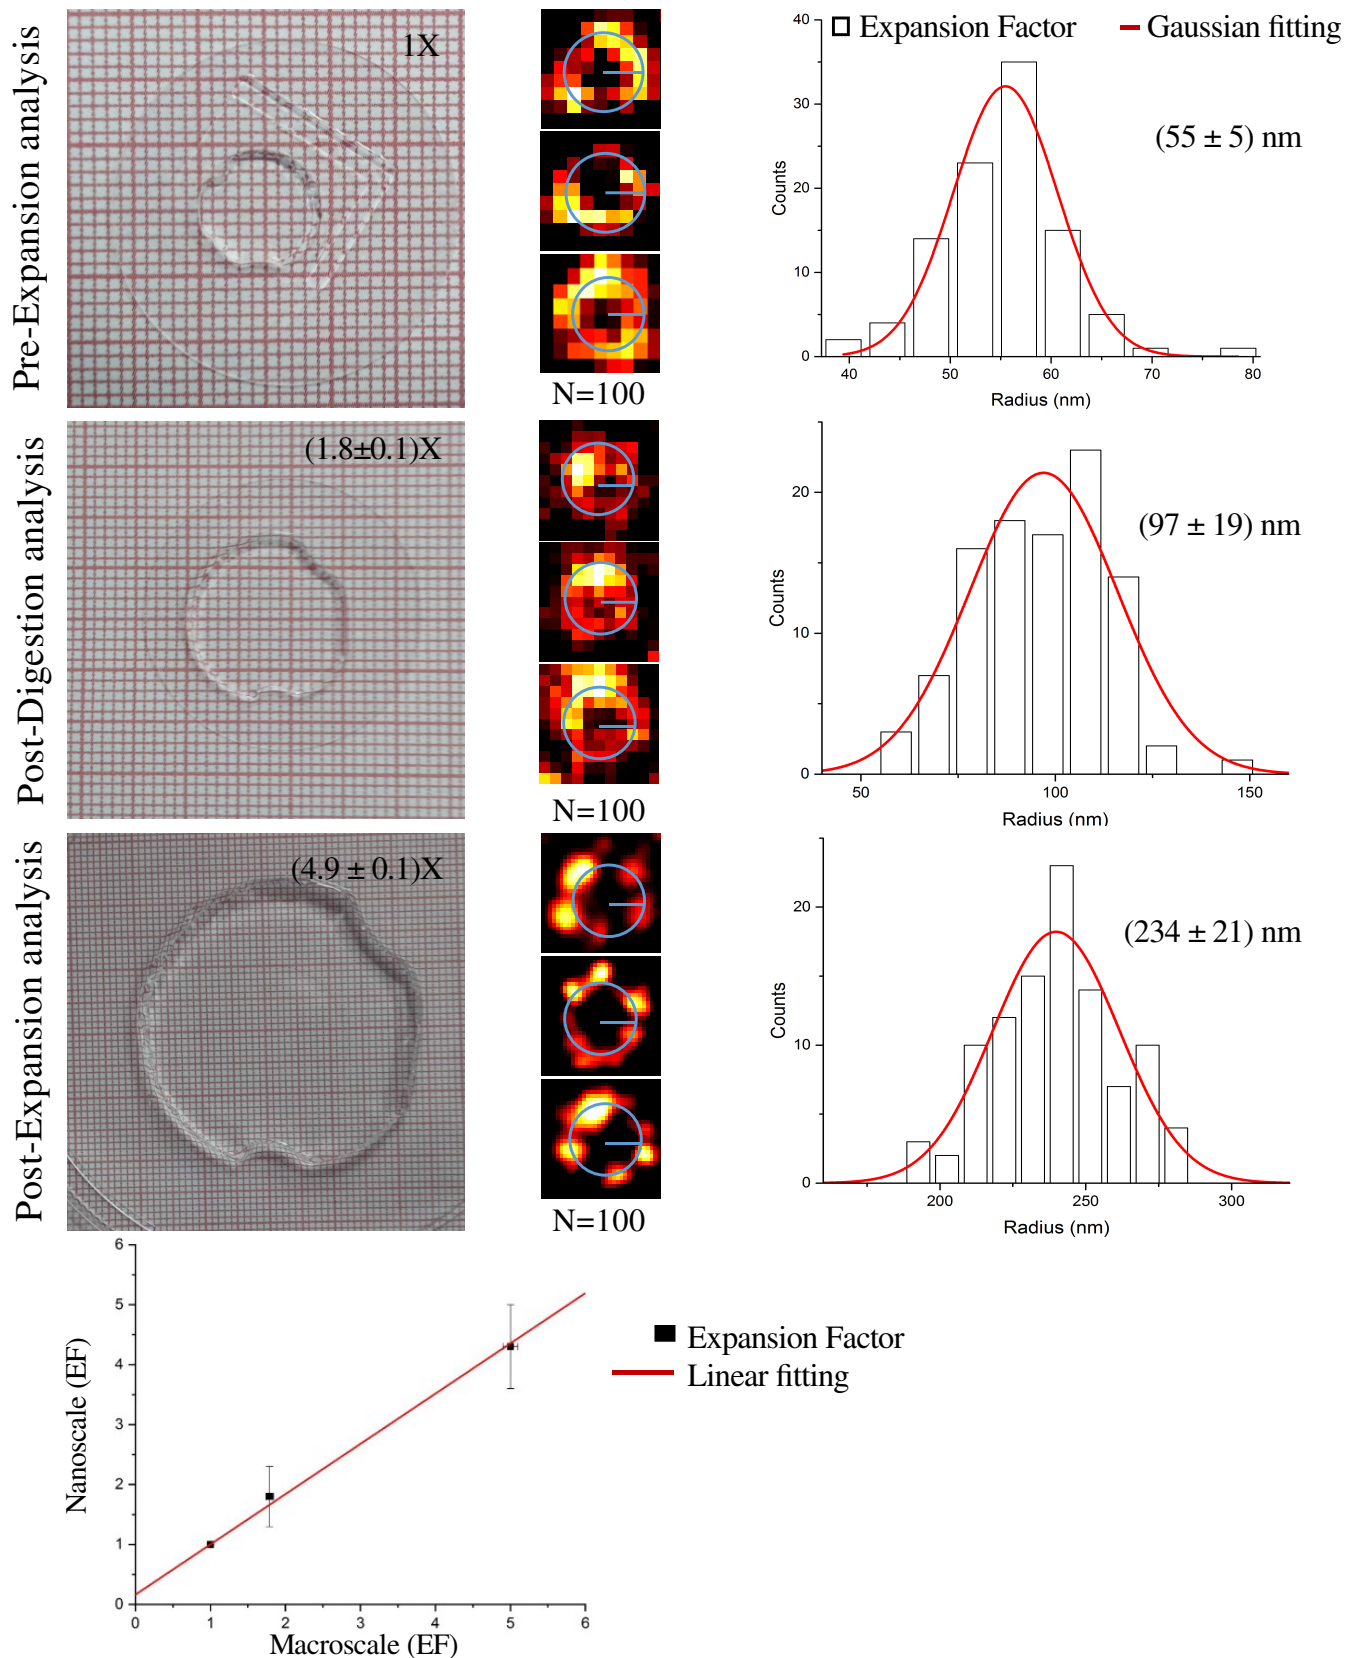 Pre-Expansion analysis
1X
N=100
Expansion Factor
Gaussian fitting
(55 ± 5) nm
Counts
40
30
20
10
0
40 50 60 70 80
Radius (nm)
Post-Digestion analysis
(1.8±0.1)X
N=100
(97 ± 19) nm
Counts
20
10
0
50 100 150
Radius (nm)
Post-Expansion analysis
(4.9 ± 0.1)X
N=100
(234 ± 21) nm
Counts
20
10
0
200 250 300
Radius (nm)
Nanoscale (EF)
6
5
4
3
2
1
0
0 1 2 3 4 5 6
Macroscale (EF)
Expansion Factor
Linear fitting